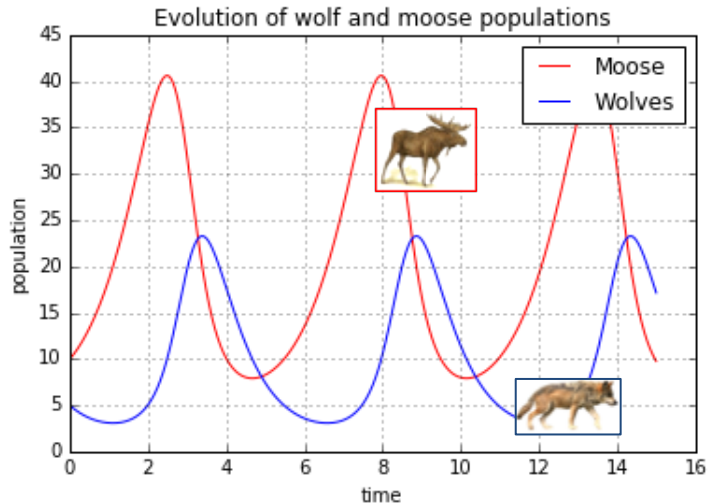 Evolution of wolf and moose populations
45
40
35
30
25
20
15
10
5
0
population
Moose
Wolves
0 2 4 6 8 10 12 14 16
time